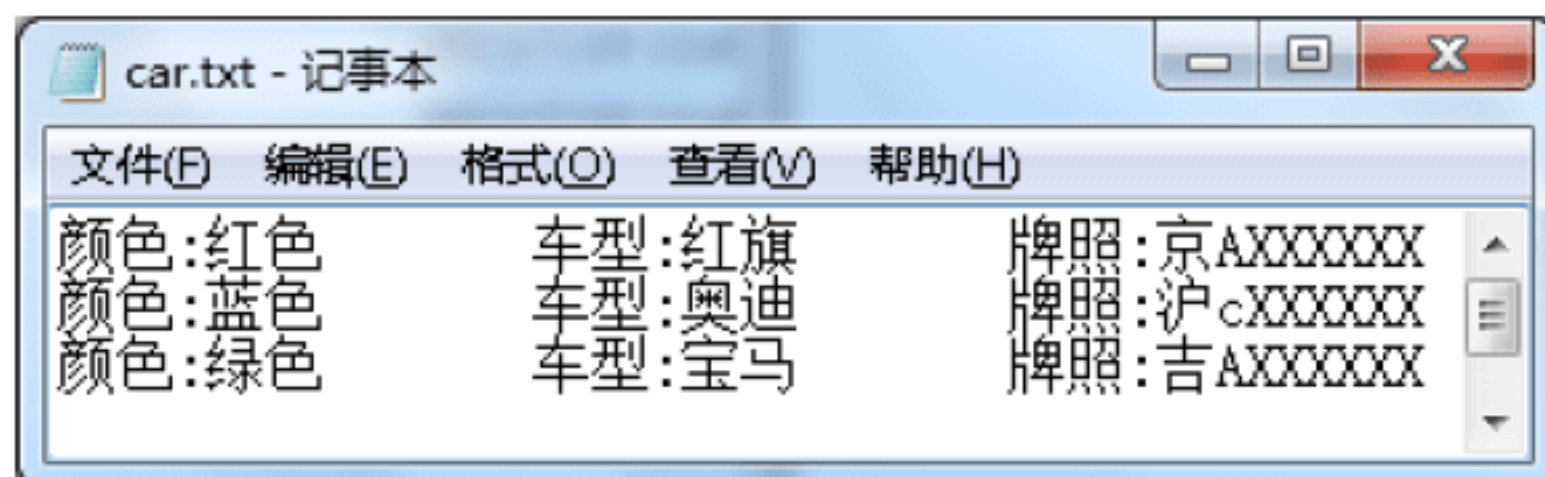 car.txt - 记事本
文件(F) 编辑(E) 格式(O) 查看(V) 帮助(H)
颜色:红色 车型:红旗 牌照:京AXXXXXXX
颜色:蓝色 车型:奥迪 牌照:沪cXXXXXXX
颜色:绿色 车型:宝马 牌照:吉AXXXXXXX